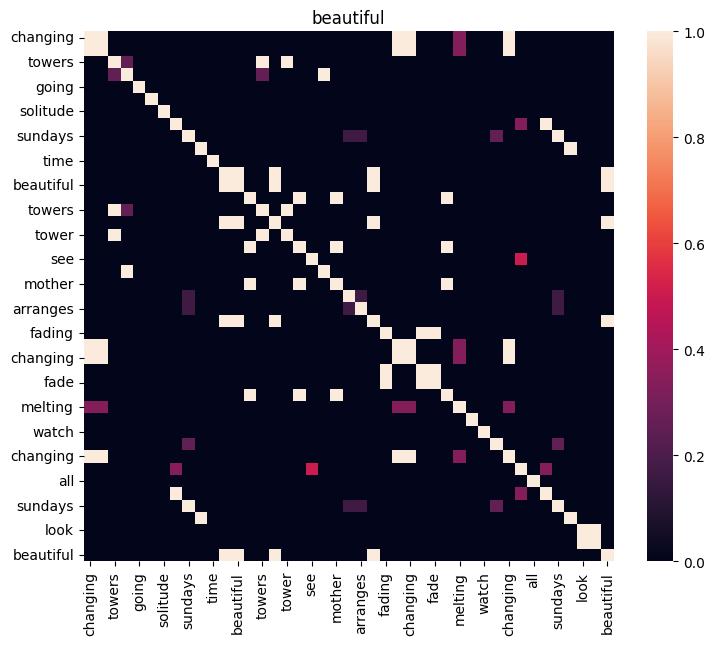 beautiful
changing
towers
going
solitude
sundays
time
beautiful
towers
tower
see
mother
arranges
fading
changing
fade
melting
watch
changing
all
sundays
look
beautiful
1.0
0.8
0.6
0.4
0.2
0.0
changing
towers
going
solitude
sundays
time
beautiful
towers
tower
see
mother
arranges
fading
changing
fade
melting
watch
changing
all
sundays
look
beautiful